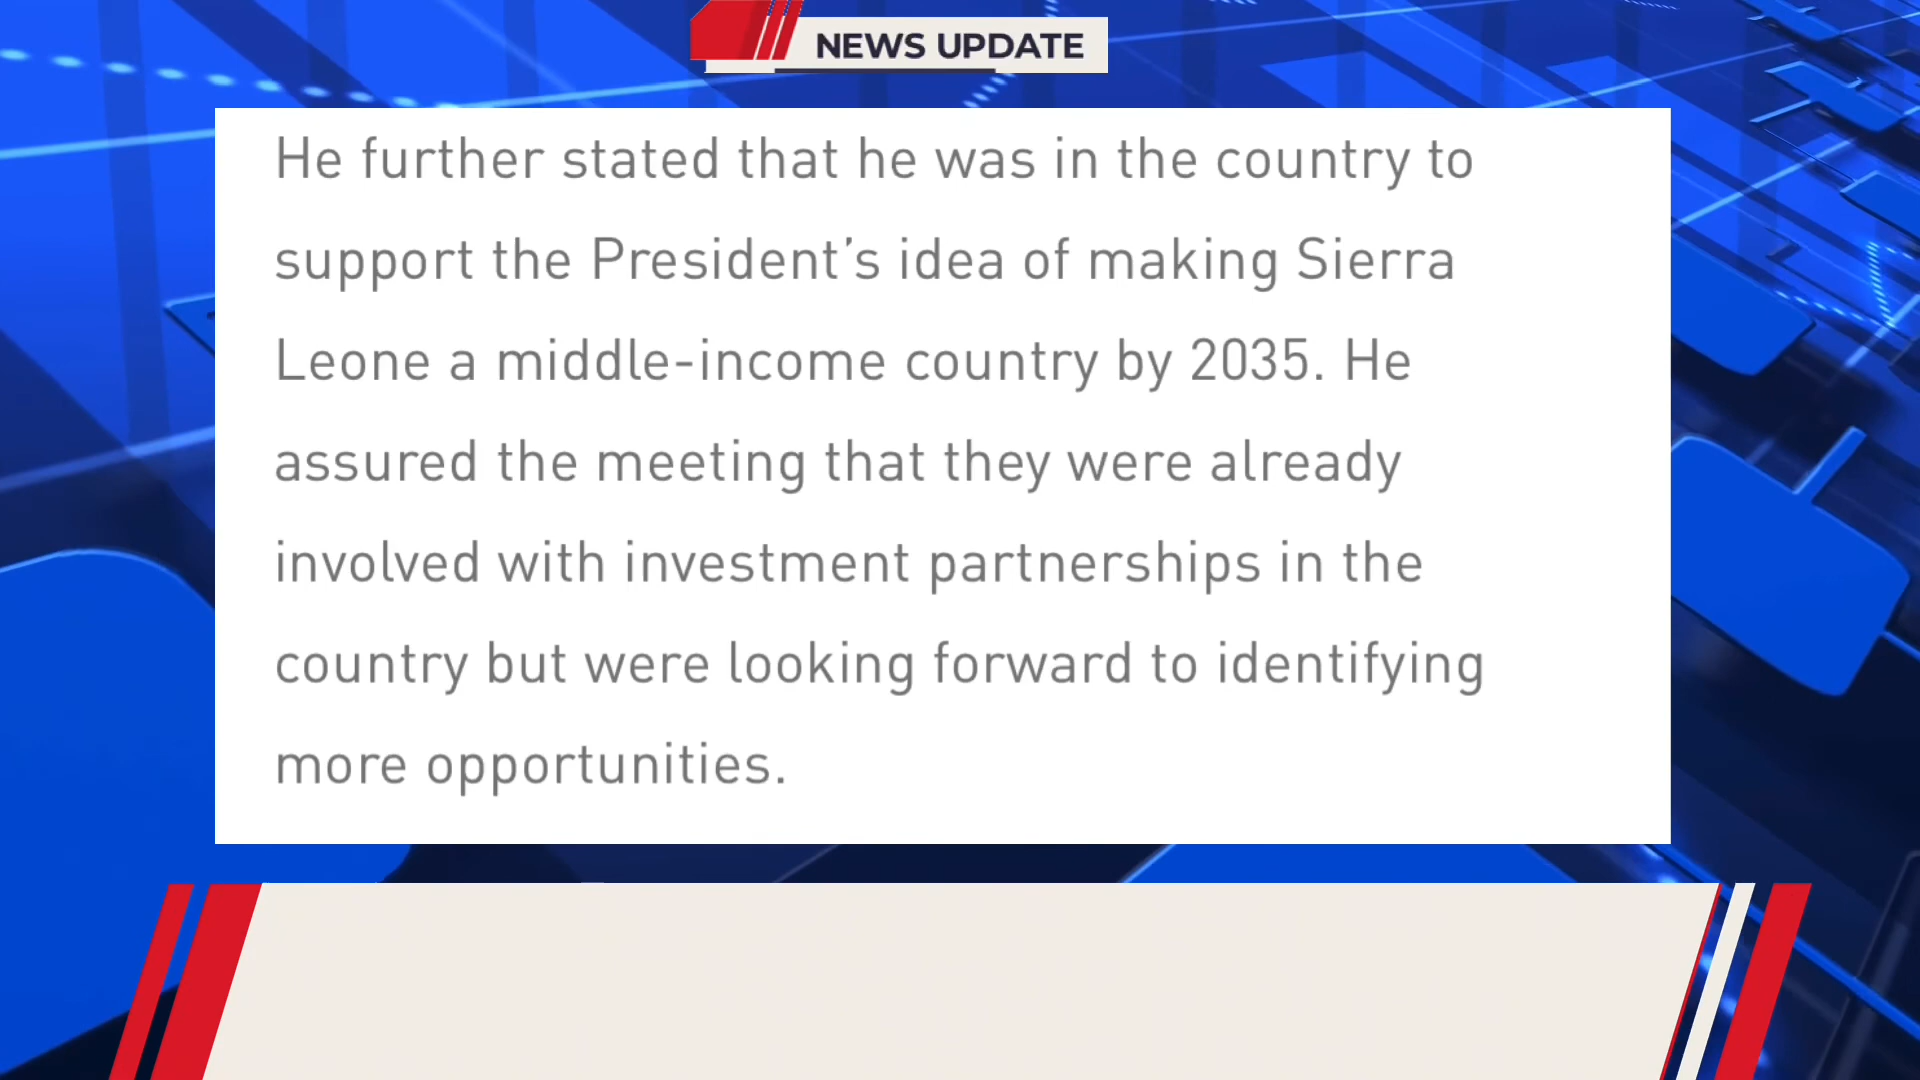 NEWS UPDATE
He further stated that he was in the country to
support the President’s idea of making Sierra
Leone a middle-income country by 2035. He
assured the meeting that they were already
involved with investment partnerships in the
country but were looking forward to identifying
more opportunities.